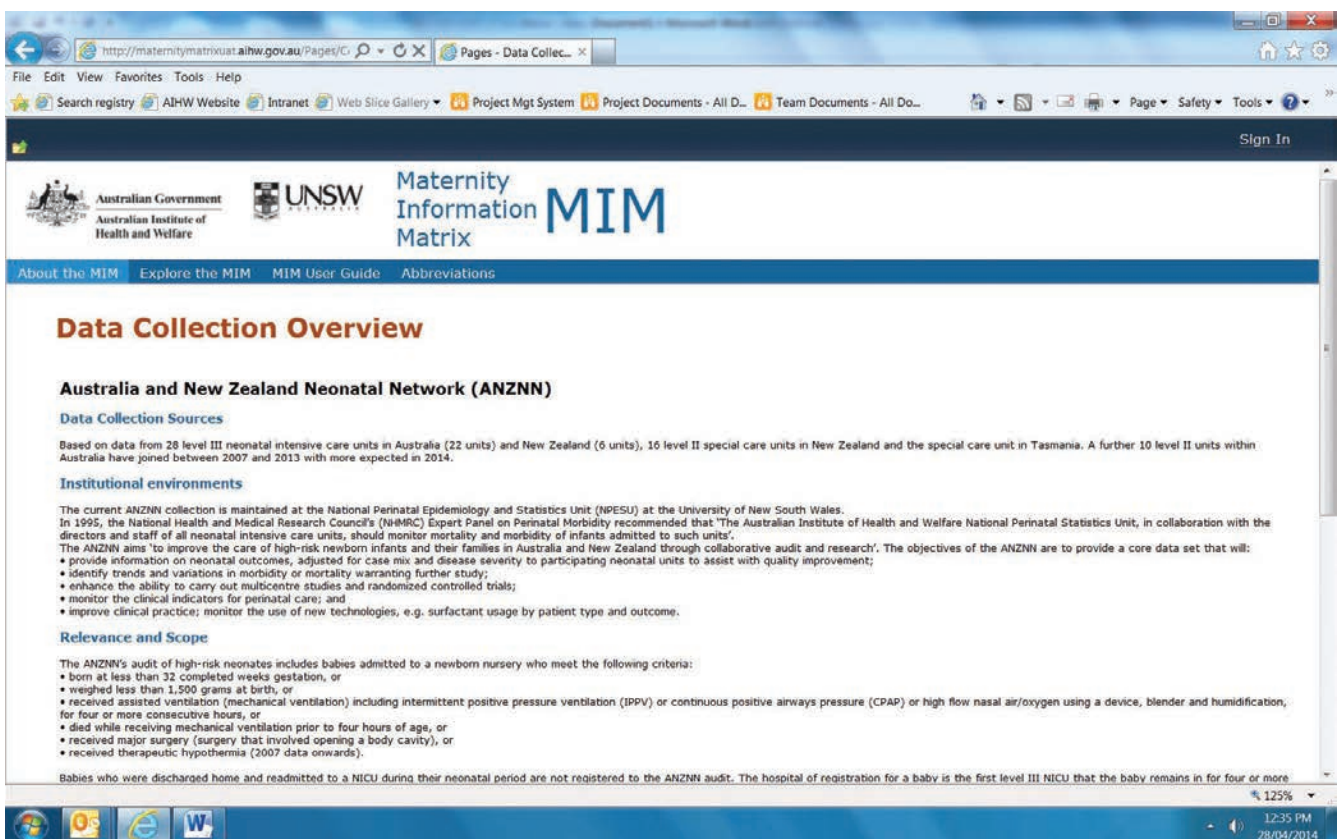 http://maternitymatrixuat.aihw.gov.au/Pages/C
Pages - Data Collec...
File Edit View Favorites Tools Help
Search registry AIHW Website Intranet Web Slice Gallery Project Mgt System Project Documents - All D... Team Documents - All Do... Page Safety Tools
Sign In
Australian Government
Australian Institute of
Health and Welfare
UNSW
AUSTRALIA
Maternity
Information
Matrix
MIM
About the MIM Explore the MIM MIM User Guide Abbreviations
Data Collection Overview
Australia and New Zealand Neonatal Network (ANZNN)
Data Collection Sources
Based on data from 28 level III neonatal intensive care units in Australia (22 units) and New Zealand (6 units), 16 level II special care units in New Zealand and the special care unit in Tasmania. A further 10 level II units within
Australia have joined between 2007 and 2013 with more expected in 2014.
Institutional environments
The current ANZNN collection is maintained at the National Perinatal Epidemiology and Statistics Unit (NPESU) at the University of New South Wales.
In 1995, the National Health and Medical Research Council's (NHMRC) Expert Panel on Perinatal Morbidity recommended that 'The Australian Institute of Health and Welfare National Perinatal Statistics Unit, in collaboration with the
directors and staff of all neonatal intensive care units, should monitor mortality and morbidity of infants admitted to such units'.
The ANZNN aims 'to improve the care of high-risk newborn infants and their families in Australia and New Zealand through collaborative audit and research'. The objectives of the ANZNN are to provide a core data set that will:
• provide information on neonatal outcomes, adjusted for case mix and disease severity to participating neonatal units to assist with quality improvement;
• identify trends and variations in morbidity or mortality warranting further study;
• enhance the ability to carry out multicentre studies and randomized controlled trials;
• monitor the clinical indicators for perinatal care; and
• improve clinical practice; monitor the use of new technologies, e.g. surfactant usage by patient type and outcome.
Relevance and Scope
The ANZNN's audit of high-risk neonates includes babies admitted to a newborn nursery who meet the following criteria:
• born at less than 32 completed weeks gestation, or
• weighed less than 1,500 grams at birth, or
• received assisted ventilation (mechanical ventilation) including intermittent positive pressure ventilation (IPPV) or continuous positive airways pressure (CPAP) or high flow nasal air/oxygen using a device, blender and humidification,
for four or more consecutive hours, or
• died while receiving mechanical ventilation prior to four hours of age, or
• received major surgery (surgery that involved opening a body cavity), or
• received therapeutic hypothermia (2007 data onwards).
Babies who were discharged home and readmitted to a NICU during their neonatal period are not registered to the ANZNN audit. The hospital of registration for a baby is the first level III NICU that the baby remains in for four or more
125%
12:35 PM
28/04/2014